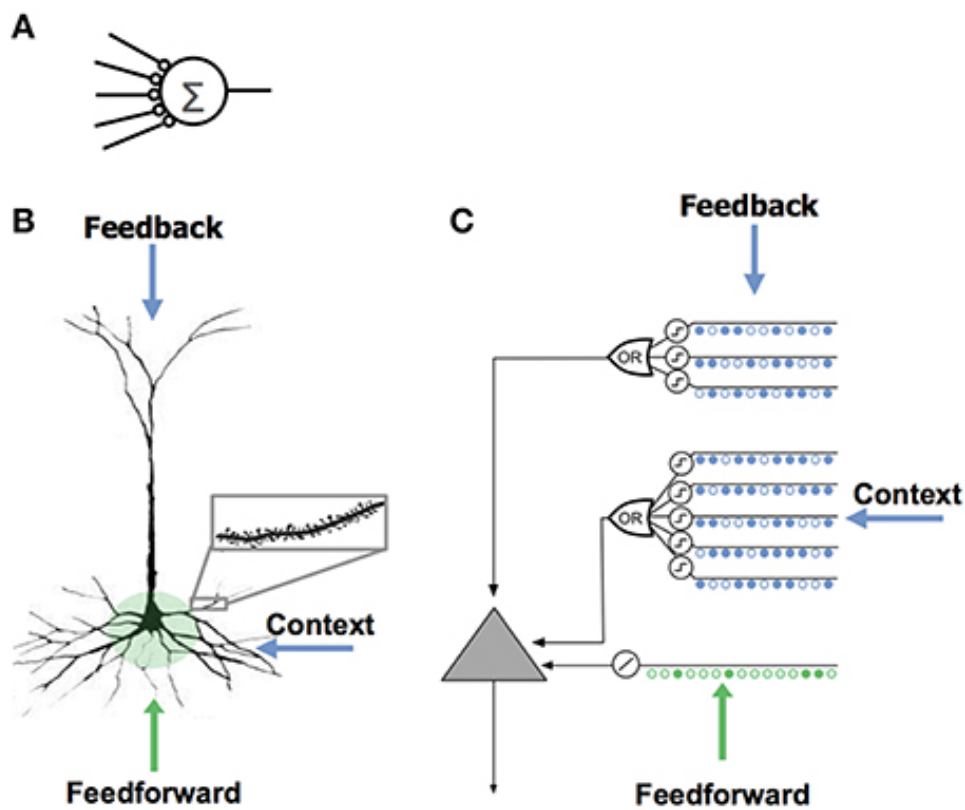 A
Σ
B
Feedback
Context
Feedforward
C
Feedback
OR
OR
Context
Feedforward